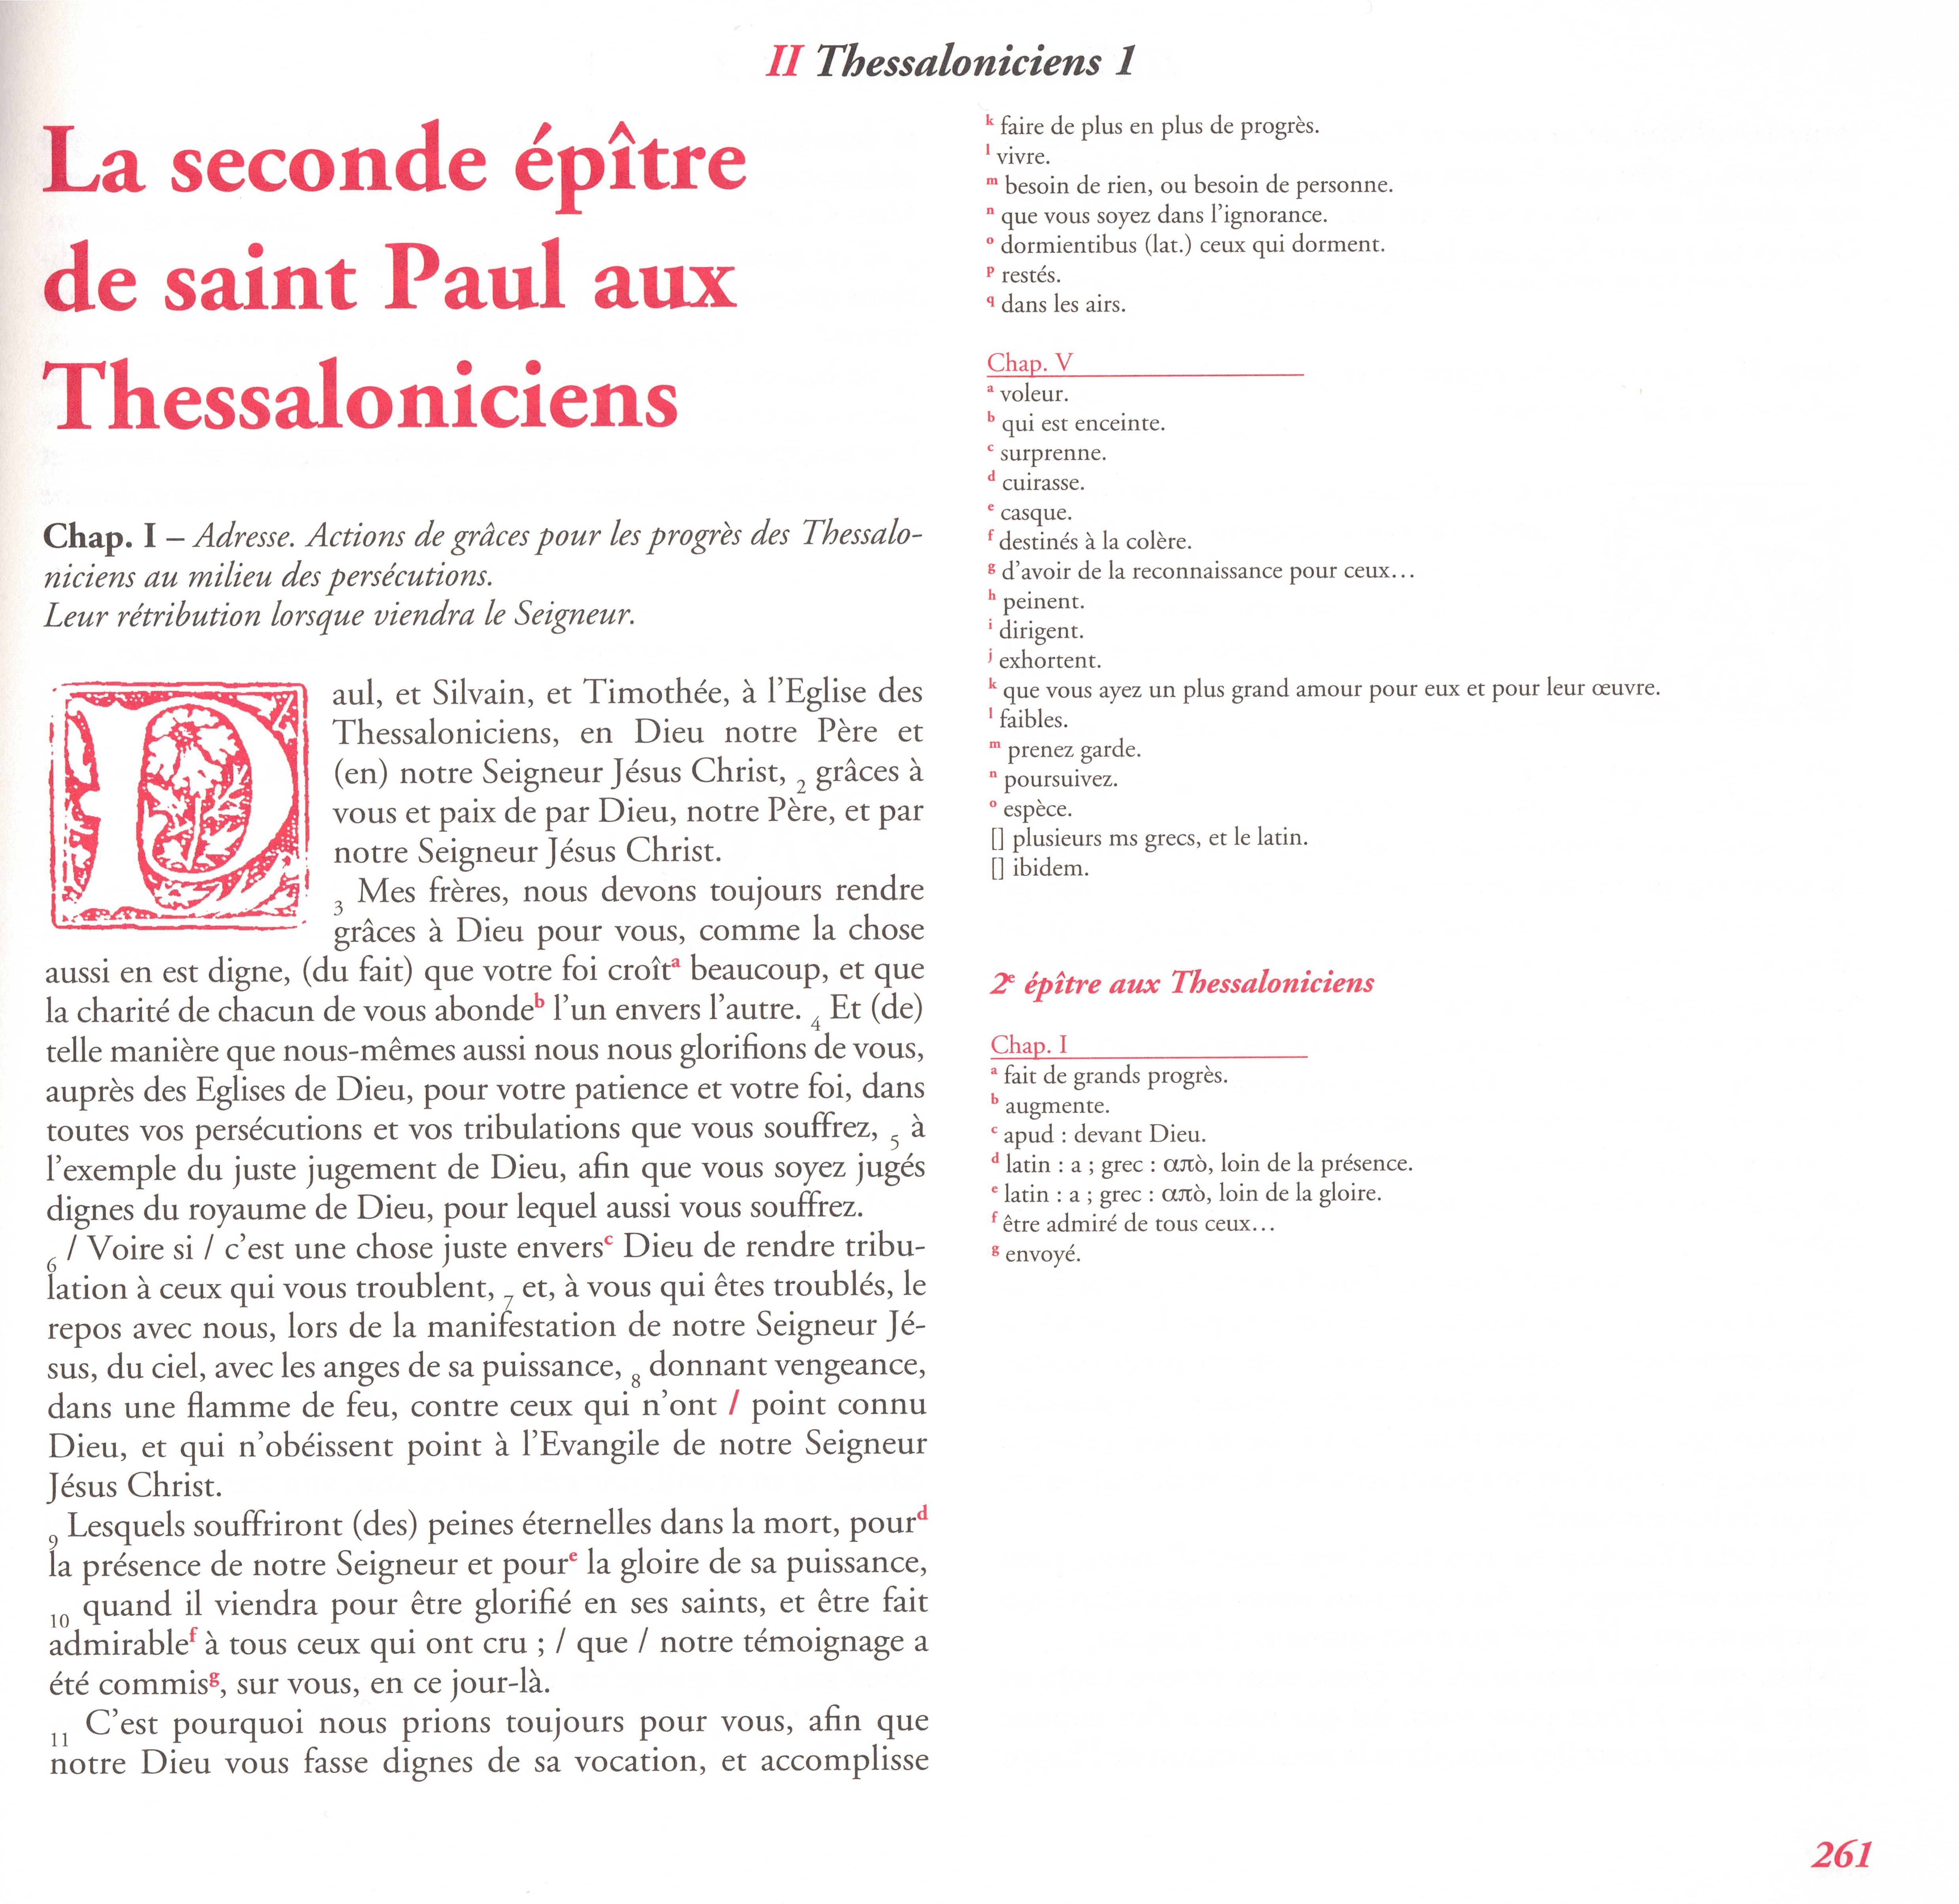 II Thessaloniciens 1
La seconde épître
de saint Paul aux
Thessaloniciens
Chap. I – Adresse. Actions de grâces pour les progrès des Thessalo-
niciens au milieu des persécutions.
Leur rétribution lorsque viendra le Seigneur.
D
aul, et Silvain, et Timothée, à l'Eglise des
Thessaloniciens, en Dieu notre Père et
(en) notre Seigneur Jésus Christ, 2 grâces à
vous et paix de par Dieu, notre Père, et par
notre Seigneur Jésus Christ.
3 Mes frères, nous devons toujours rendre
grâces à Dieu pour vous, comme la chose
aussi en est digne, (du fait) que votre foi croît a beaucoup, et que
la charité de chacun de vous abonde b l'un envers l'autre. 4 Et (de)
telle manière que nous-mêmes aussi nous nous glorifions de vous,
auprès des Eglises de Dieu, pour votre patience et votre foi, dans
toutes vos persécutions et vos tribulations que vous souffrez, 5 à
l'exemple du juste jugement de Dieu, afin que vous soyez jugés
dignes du royaume de Dieu, pour lequel aussi vous souffrez.
6 / Voire si / c'est une chose juste envers c Dieu de rendre tribu-
lation à ceux qui vous troublent, 7 et, à vous qui êtes troublés, le
repos avec nous, lors de la manifestation de notre Seigneur Jé-
sus, du ciel, avec les anges de sa puissance, 8 donnant vengeance,
dans une flamme de feu, contre ceux qui n'ont / point connu
Dieu, et qui n'obéissent point à l'Evangile de notre Seigneur
Jésus Christ.
9 Lesquels souffriront (des) peines éternelles dans la mort, pour d
la présence de notre Seigneur et pour e la gloire de sa puissance,
10 quand il viendra pour être glorifié en ses saints, et être fait
admirable f à tous ceux qui ont cru ; / que / notre témoignage a
été commis g, sur vous, en ce jour-là.
11 C'est pourquoi nous prions toujours pour vous, afin que
notre Dieu vous fasse dignes de sa vocation, et accomplisse
k faire de plus en plus de progrès.
l vivre.
m besoin de rien, ou besoin de personne.
n que vous soyez dans l'ignorance.
o dormientibus (lat.) ceux qui dorment.
p restés.
q dans les airs.
Chap. V
a voleur.
b qui est enceinte.
c surprenne.
d cuirasse.
e casque.
f destinés à la colère.
g d'avoir de la reconnaissance pour ceux…
h peinent.
i dirigent.
j exhortent.
k que vous ayez un plus grand amour pour eux et pour leur œuvre.
l faibles.
m prenez garde.
n poursuivez.
o espèce.
[] plusieurs ms grecs, et le latin.
[] ibidem.
2e épître aux Thessaloniciens
Chap. I
a fait de grands progrès.
b augmente.
c apud : devant Dieu.
d latin : a ; grec : απὸ, loin de la présence.
e latin : a ; grec : απὸ, loin de la gloire.
f être admiré de tous ceux…
g envoyé.
261